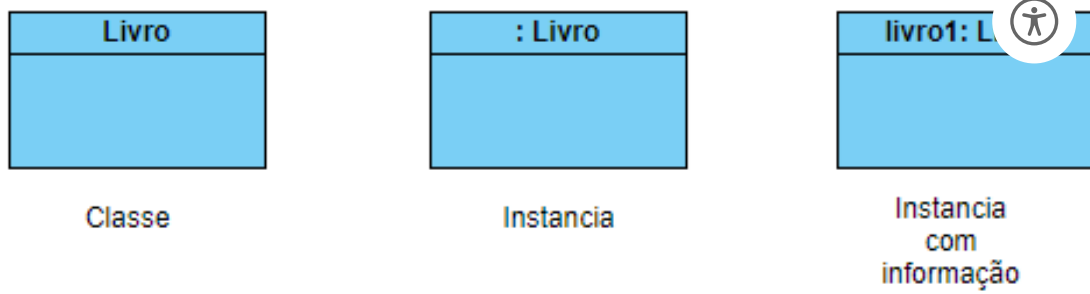 Livro
: Livro
livro1:
Classe
Instancia
Instancia
com
informação